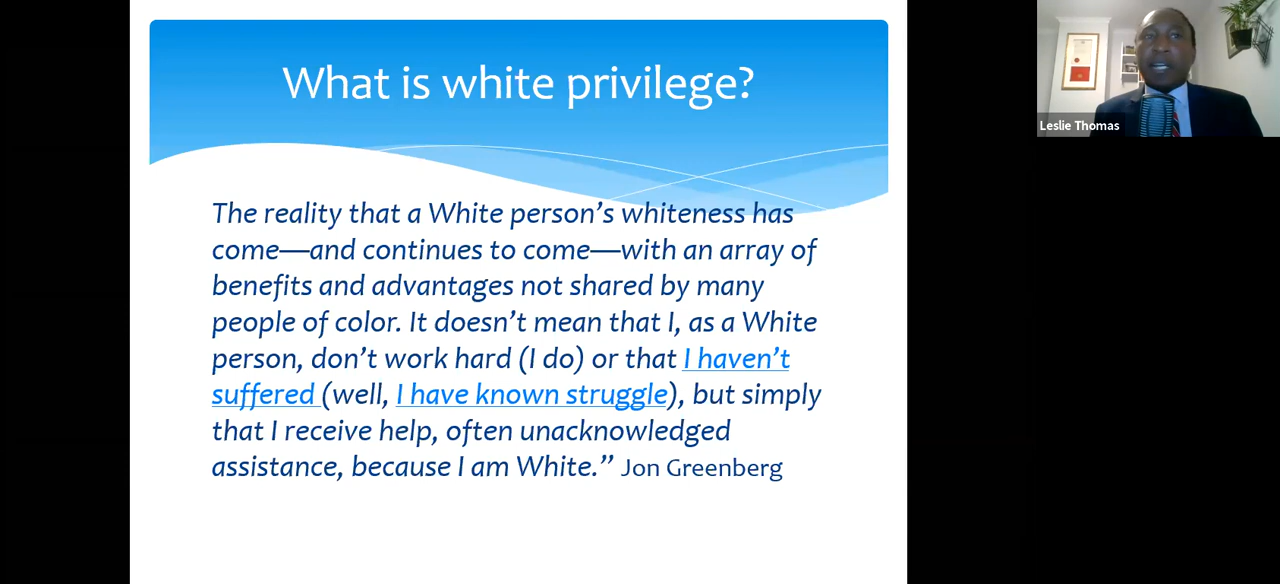 What is white privilege?
The reality that a White person’s whiteness has
come—and continues to come—with an array of
benefits and advantages not shared by many
people of color. It doesn’t mean that I, as a White
person, don’t work hard (I do) or that I haven’t
suffered (well, I have known struggle), but simply
that I receive help, often unacknowledged
assistance, because I am White.” Jon Greenberg
Leslie Thomas